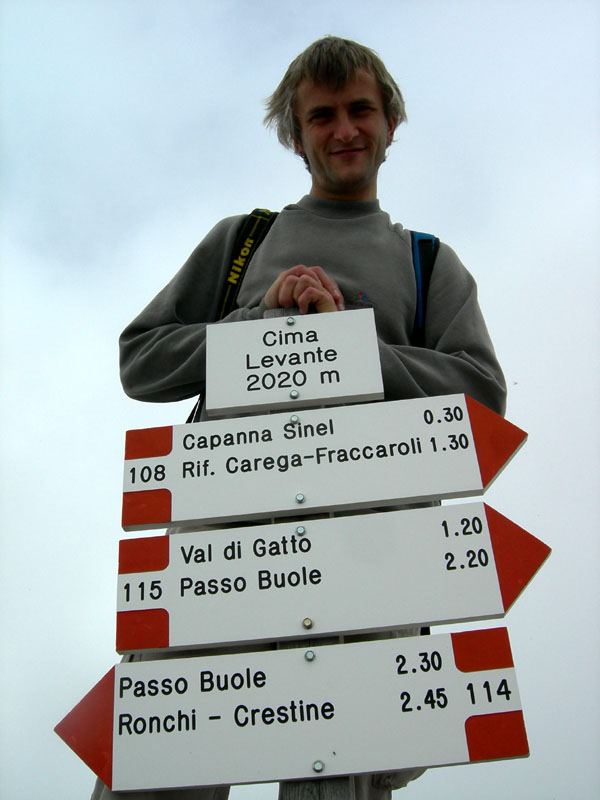 Nikon
Cima
Levante
2020 m
108
Capanna Sinel 0.30
Rif. Carega-Fraccaroli 1.30
115
Val di Gatto 1.20
Passo Buole 2.20
Passo Buole 2.30
Ronchi - Crestine 2.45
114